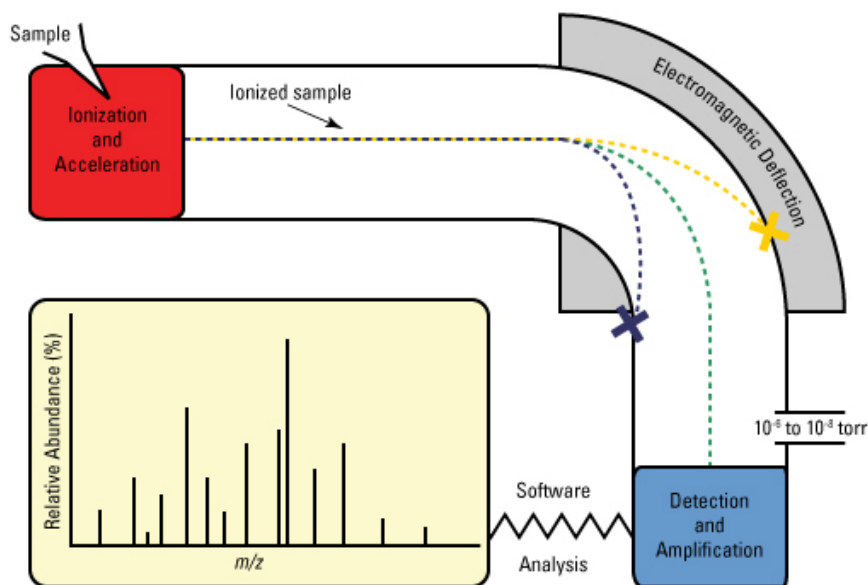 Sample
Ionization
and
Acceleration
Ionized sample
Electromagnetic Deflection
10⁻⁶ to 10⁻⁸ torr
Relative Abundance (%)
m/z
Software
Analysis
Detection
and
Amplification